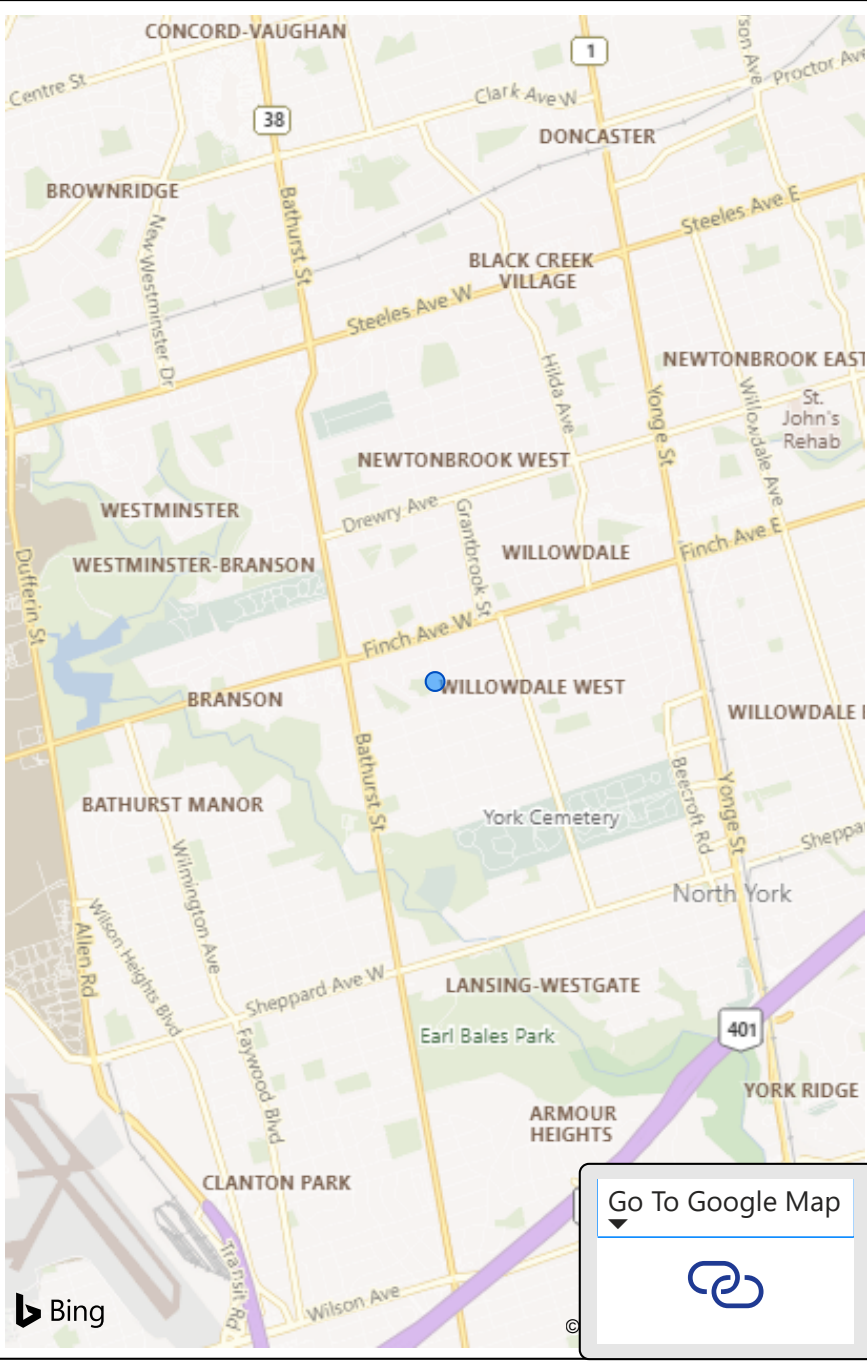 CONCORD-VAUGHAN
1
Centre St
Proctor Ave
Clark Ave W
38
DONCASTER
BROWNRIDGE
Bathurst St
Steeles Ave E
New Westminster Dr
BLACK CREEK
VILLAGE
Steeles Ave W
NEWTONBROOK EAST
Hilda Ave
Yonge St
Willowdale Ave
St.
John's
Rehab
NEWTONBROOK WEST
WESTMINSTER
Drewry Ave
Grantbrook St
WILLOWDALE
Finch Ave E
WESTMINSTER-BRANSON
Dufferin St
Finch Ave W
WILLOWDALE WEST
BRANSON
WILLOWDALE
Bathurst St
BATHURST MANOR
Beecroft Rd
Yonge St
York Cemetery
Sheppar
Wilmington Ave
North York
Wilson Heights Blvd
Allen Rd
Sheppard Ave W
LANSING-WESTGATE
401
Earl Bales Park
Faywood Blvd
YORK RIDGE
ARMOUR
HEIGHTS
CLANTON PARK
Go To Google Map
Transit Rd
Bing
Wilson Ave
©